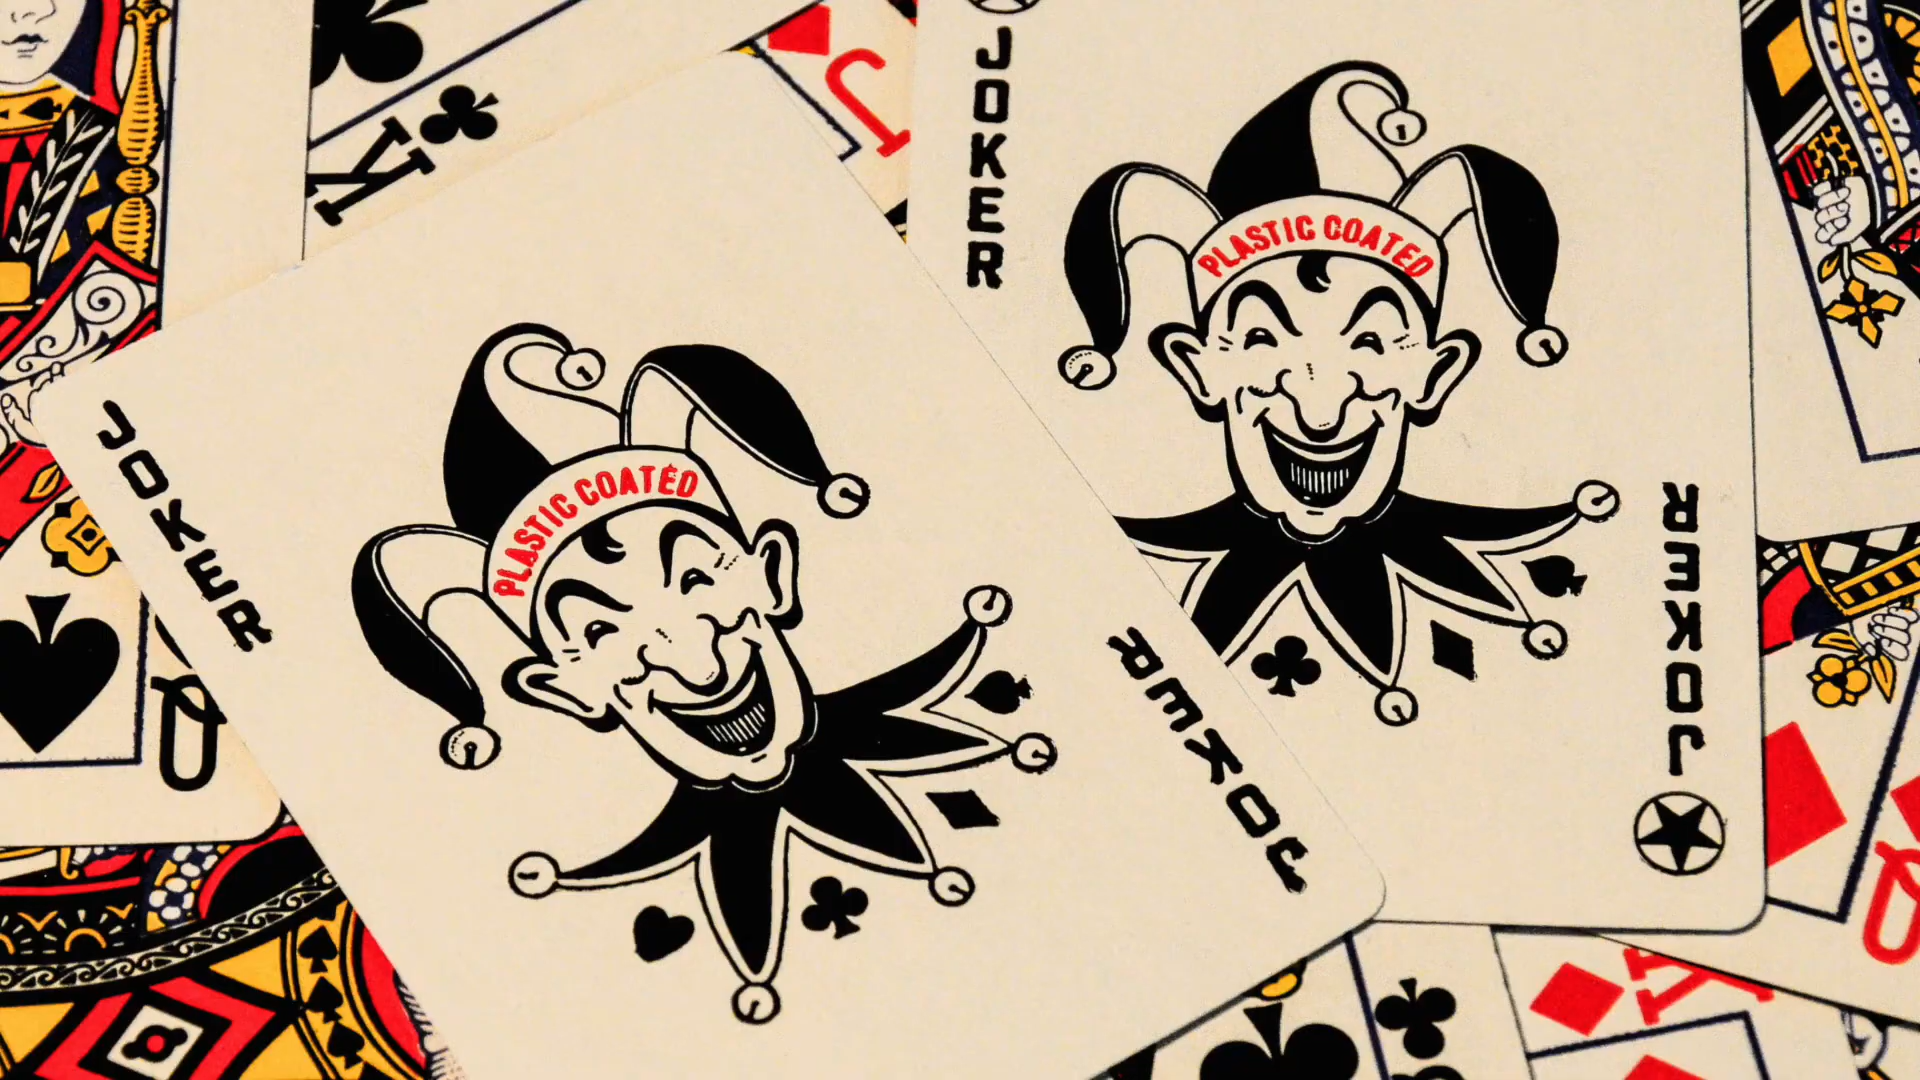 K
J
JOKER
PLASTIC COATED
JOKER
JOKER
PLASTIC COATED
JOKER
Q
Q
K